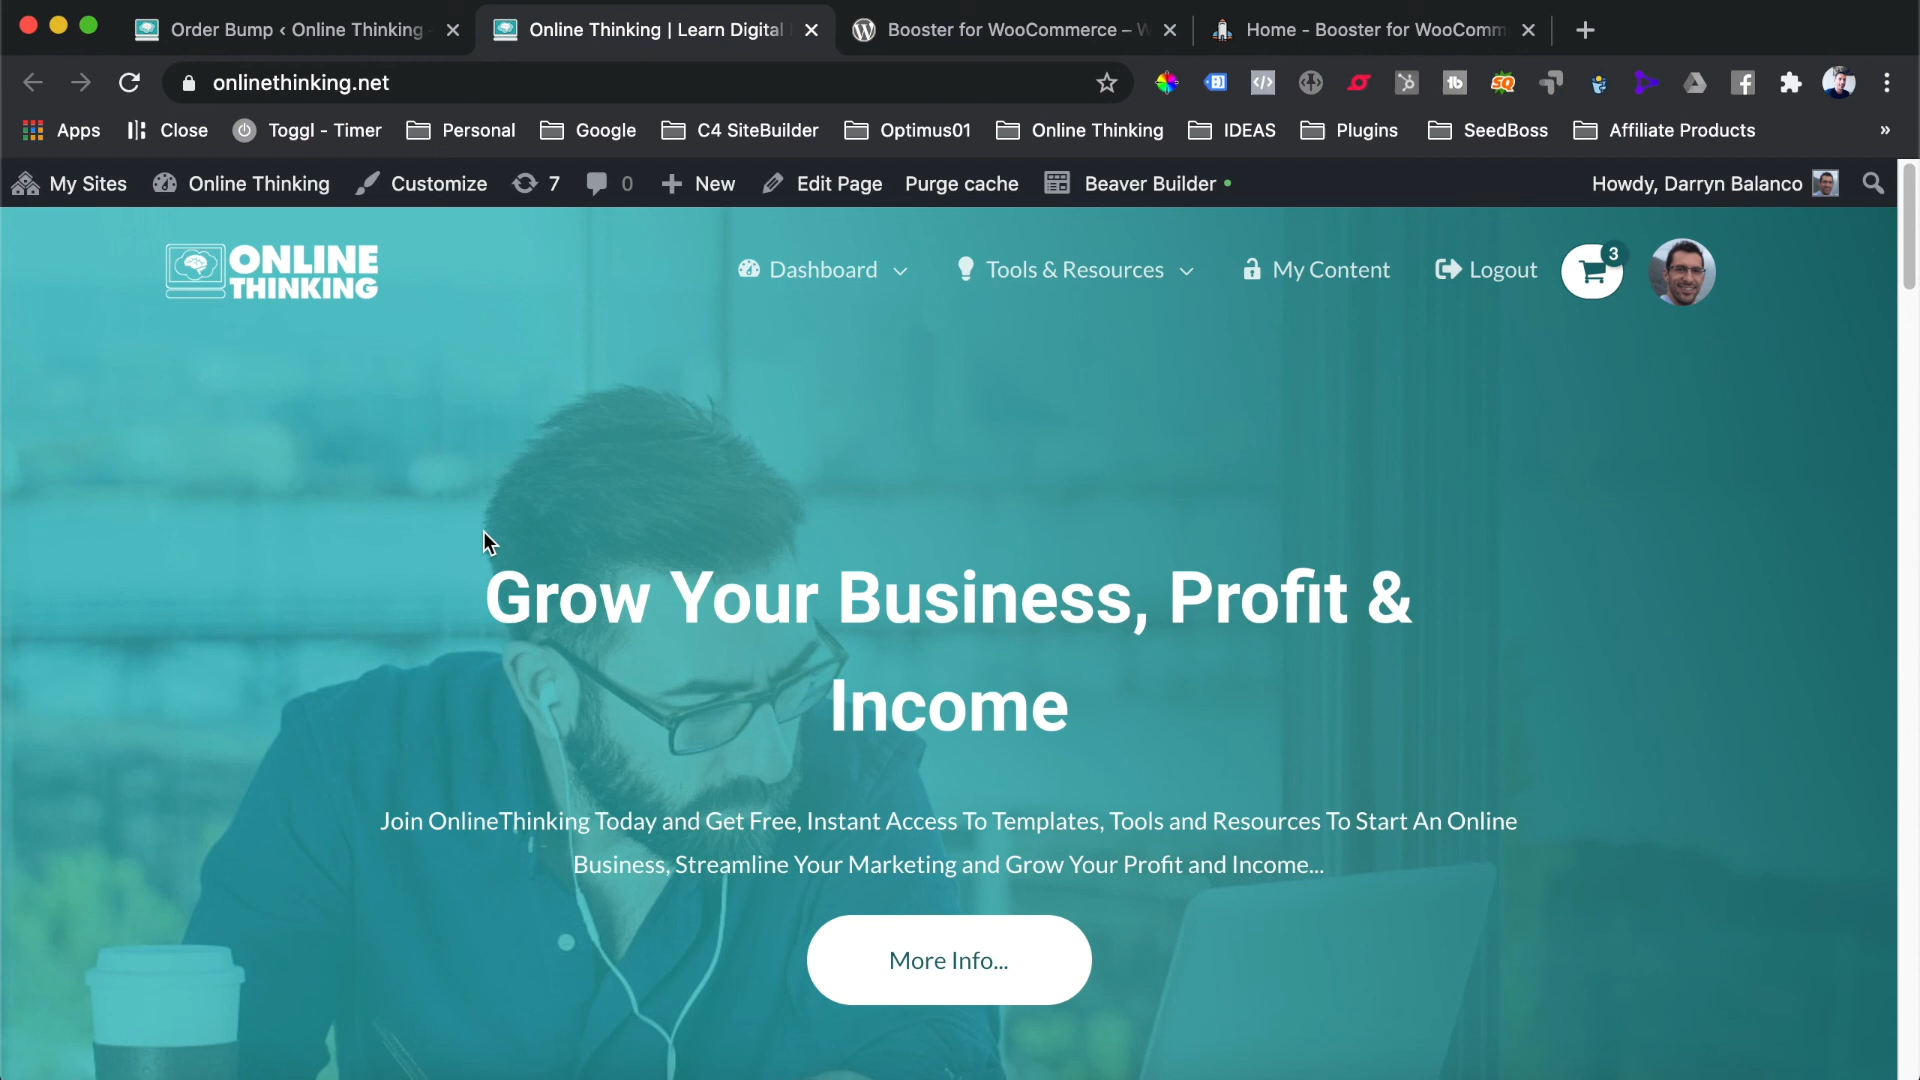 Order Bump ‹ Online Thinking
Online Thinking | Learn Digital
Booster for WooCommerce – W
Home - Booster for WooComm
onlinethinking.net
Apps
Close
Toggl - Timer
Personal
Google
C4 SiteBuilder
Optimus01
Online Thinking
IDEAS
Plugins
SeedBoss
Affiliate Products
»
My Sites
Online Thinking
Customize
7
0
New
Edit Page
Purge cache
Beaver Builder
Howdy, Darryn Balanco
ONLINE
THINKING
Dashboard
Tools & Resources
My Content
Logout
3
Grow Your Business, Profit &
Income
Join OnlineThinking Today and Get Free, Instant Access To Templates, Tools and Resources To Start An Online
Business, Streamline Your Marketing and Grow Your Profit and Income...
More Info...